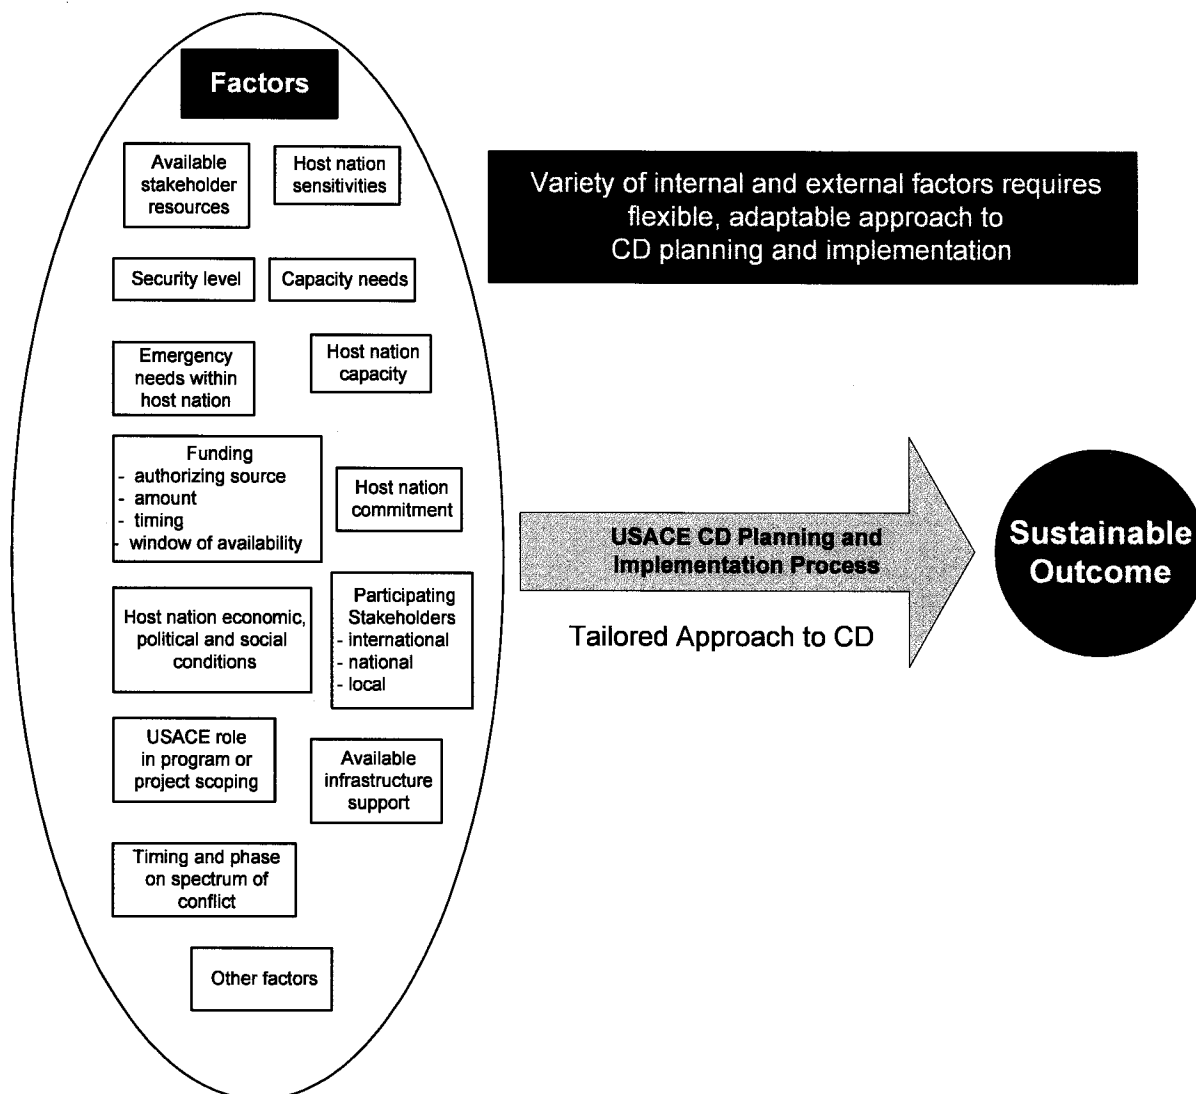 Factors
Available
stakeholder
resources
Host nation
sensitivities
Variety of internal and external factors requires
flexible, adaptable approach to
CD planning and implementation
Security level
Capacity needs
Emergency
needs within
host nation
Host nation
capacity
Funding
- authorizing source
- amount
- timing
- window of availability
Host nation
commitment
USACE CD Planning and
Implementation Process
Tailored Approach to CD
Sustainable
Outcome
Host nation economic,
political and social
conditions
Participating
Stakeholders
- international
- national
- local
USACE role
in program or
project scoping
Available
infrastructure
support
Timing and phase
on spectrum of
conflict
Other factors